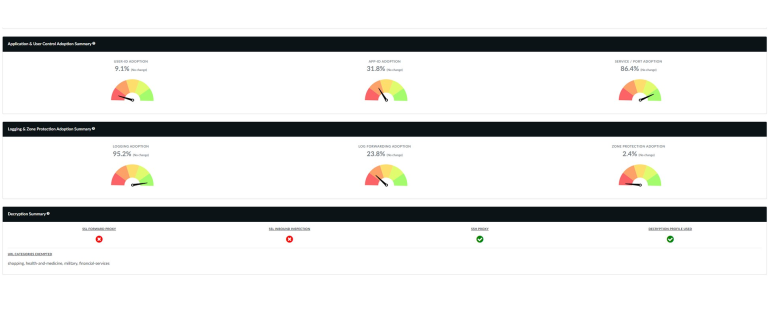 Application & User Control Adoption Summary
USER-ID ADOPTION
9.1% (No change)
APP-ID ADOPTION
31.8% (No change)
SERVICE / PORT ADOPTION
86.4% (No change)
Logging & Zone Protection Adoption Summary
LOGGING ADOPTION
95.2% (No change)
LOG FORWARDING ADOPTION
23.8% (No change)
ZONE PROTECTION ADOPTION
2.4% (No change)
Decryption Summary
SSL FORWARD PROXY
SSL INBOUND INSPECTION
SSH PROXY
DECRYPTION PROFILE USED
URL CATEGORIES EXEMPTED
shopping, health-and-medicine, military, financial-services